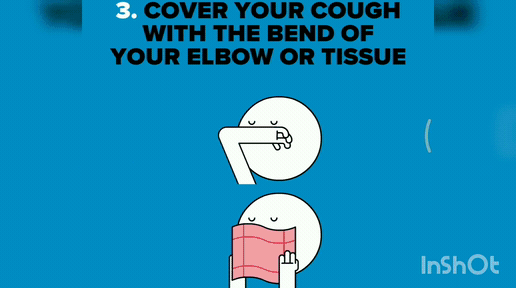 3. COVER YOUR COUGH
WITH THE BEND OF
YOUR ELBOW OR TISSUE
InShOt